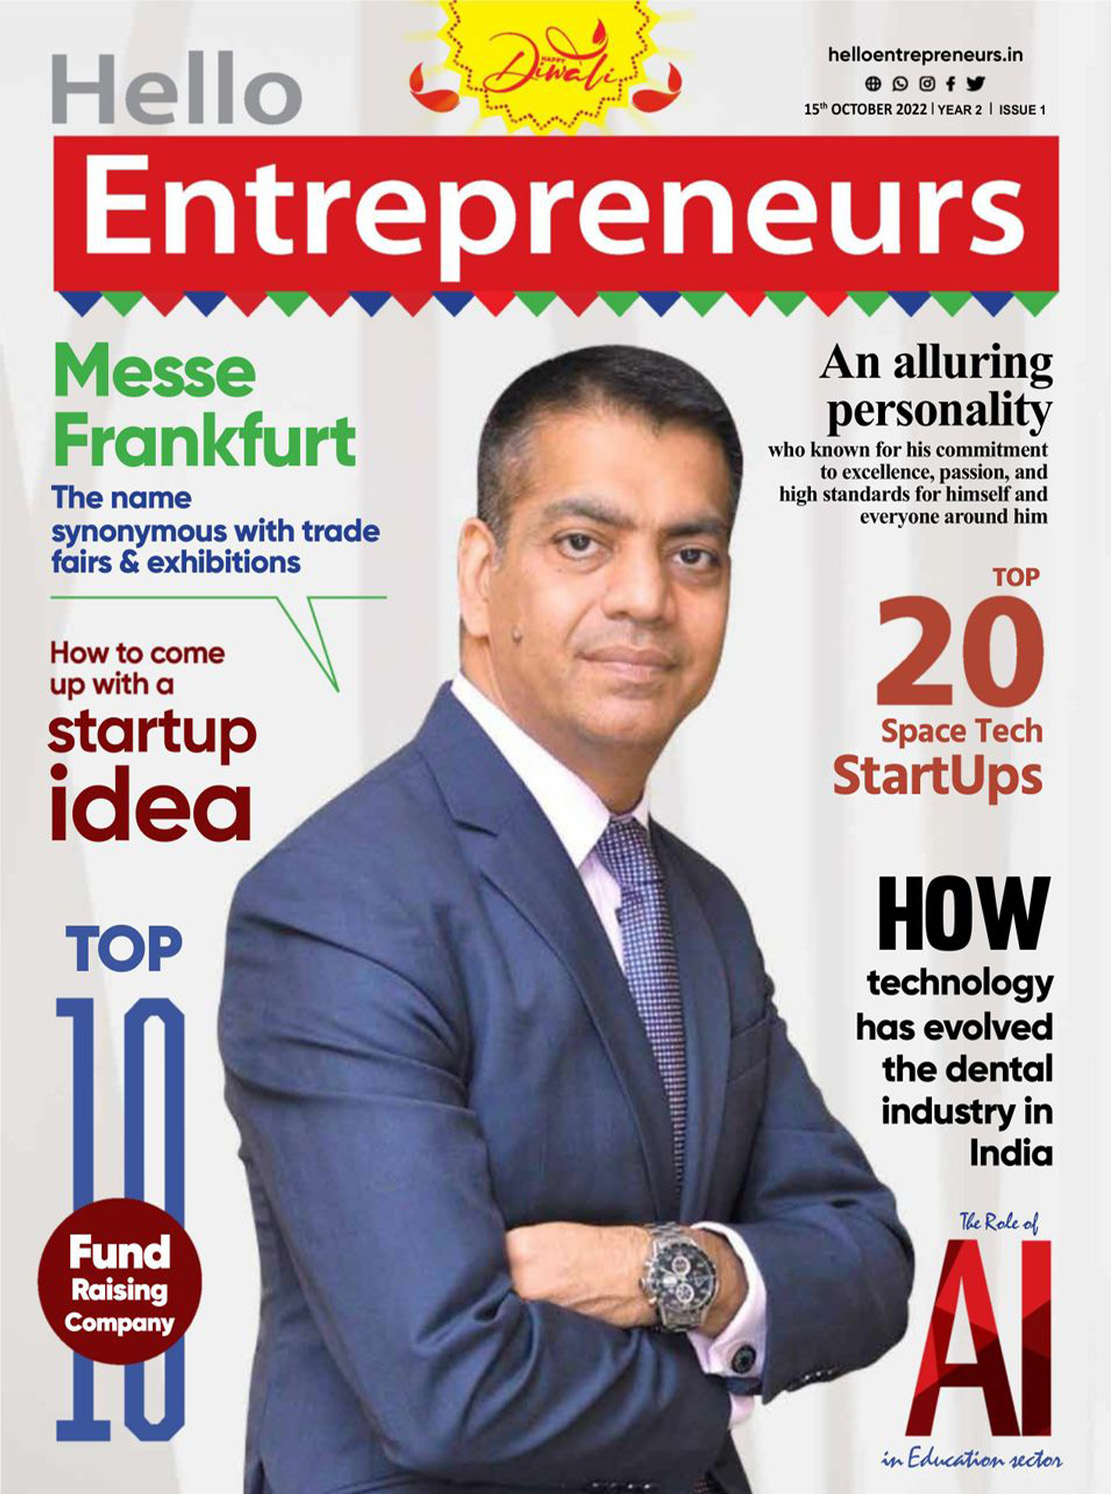 Hello
HAPPY
Diwali
helloentrepreneurs.in
15th OCTOBER 2022 | YEAR 2 | ISSUE 1
Entrepreneurs
Messe
Frankfurt
The name
synonymous with trade
fairs & exhibitions
How to come
up with a
startup
idea
TOP
10
Fund
Raising
Company
An alluring
personality
who known for his commitment
to excellence, passion, and
high standards for himself and
everyone around him
TOP
20
Space Tech
StartUps
HOW
technology
has evolved
the dental
industry in
India
The Role of
AI
in Education sector